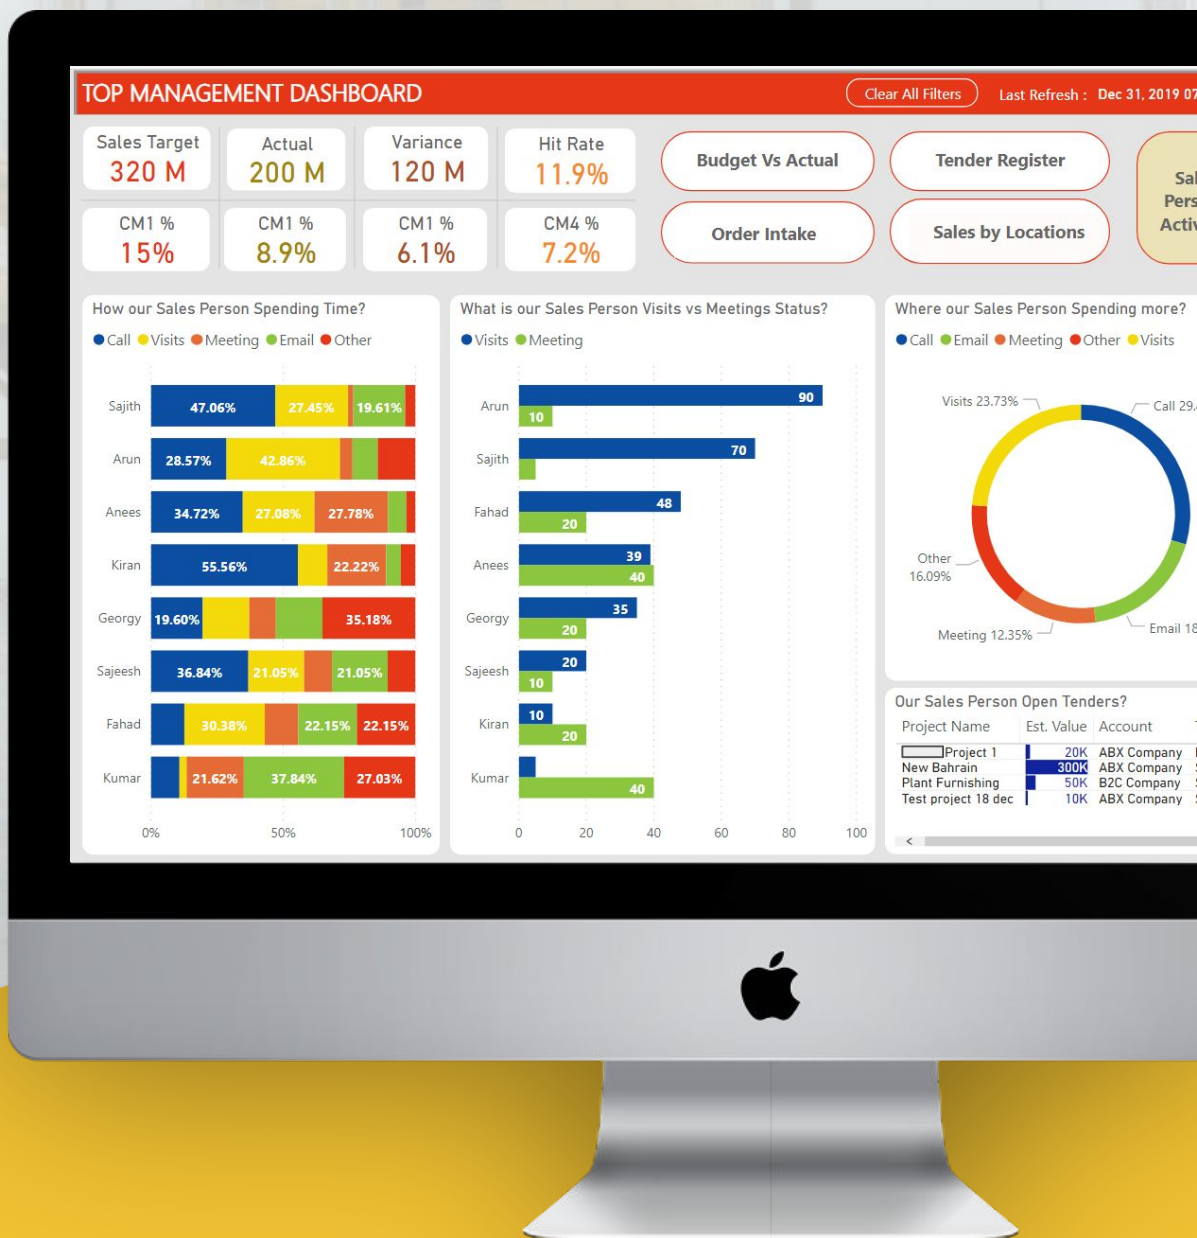 TOP MANAGEMENT DASHBOARD
Clear All Filters
Last Refresh : Dec 31, 2019 07
Sales Target
320 M
Actual
200 M
Variance
120 M
Hit Rate
11.9%
CM1 %
15%
CM1 %
8.9%
CM1 %
6.1%
CM4 %
7.2%
Budget Vs Actual
Tender Register
Order Intake
Sales by Locations
How our Sales Person Spending Time?
Call Visits Meeting Email Other
Sajith 47.06% 27.45% 19.61%
Arun 28.57% 42.86%
Anees 34.72% 27.08% 27.78%
Kiran 55.56% 22.22%
Georgy 19.60% 35.18%
Sajeesh 36.84% 21.05% 21.05%
Fahad 30.38% 22.15% 22.15%
Kumar 21.62% 37.84% 27.03%
0% 50% 100%
What is our Sales Person Visits vs Meetings Status?
Visits Meeting
Arun 90
10
Sajith 70
Fahad 48
20
Anees 39
40
Georgy 35
20
Sajeesh 20
10
Kiran 10
20
Kumar
40
0 20 40 60 80 100
Where our Sales Person Spending more?
Call Email Meeting Other Visits
Visits 23.73%
Call 29.
Other
16.09%
Meeting 12.35%
Email 18
Our Sales Person Open Tenders?
Project Name Est. Value Account
Project 1 20K ABX Company
New Bahrain 300K ABX Company
Plant Furnishing 50K B2C Company
Test project 18 dec 10K ABX Company
<